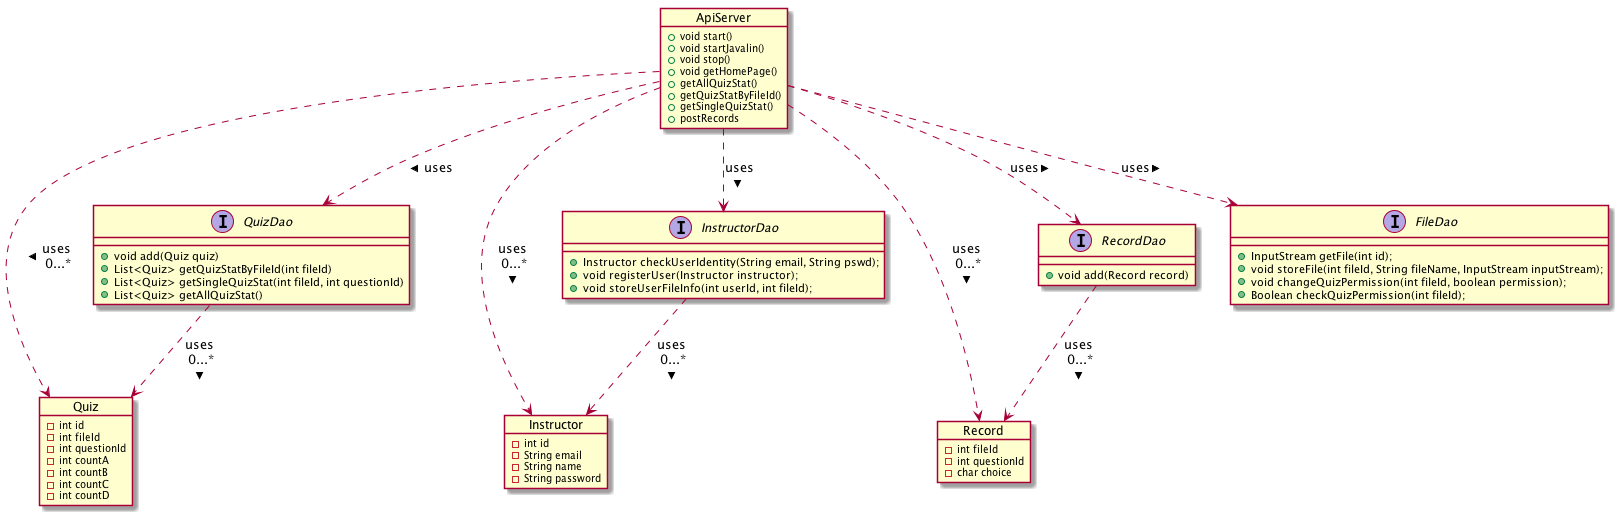 ApiServer
void start()
void startJavalin()
void stop()
void getHomePage()
getAllQuizStat()
getQuizStatByFileId()
getSingleQuizStat()
postRecords
uses
uses
uses
uses
uses
0...*
uses
0...*
uses
0...*
I QuizDao
void add(Quiz quiz)
List<Quiz> getQuizStatByFileId(int fileId)
List<Quiz> getSingleQuizStat(int fileId, int questionId)
List<Quiz> getAllQuizStat()
I InstructorDao
Instructor checkUserIdentity(String email, String pswd);
void registerUser(Instructor instructor);
void storeUserFileInfo(int userId, int fileId);
I RecordDao
void add(Record record)
I FileDao
InputStream getFile(int id);
void storeFile(int fileId, String fileName, InputStream inputStream);
void changeQuizPermission(int fileId, boolean permission);
Boolean checkQuizPermission(int fileId);
uses
0...*
uses
0...*
uses
0...*
Quiz
int id
int fileId
int questionId
int countA
int countB
int countC
int countD
Instructor
int id
String email
String name
String password
Record
int fileId
int questionId
char choice